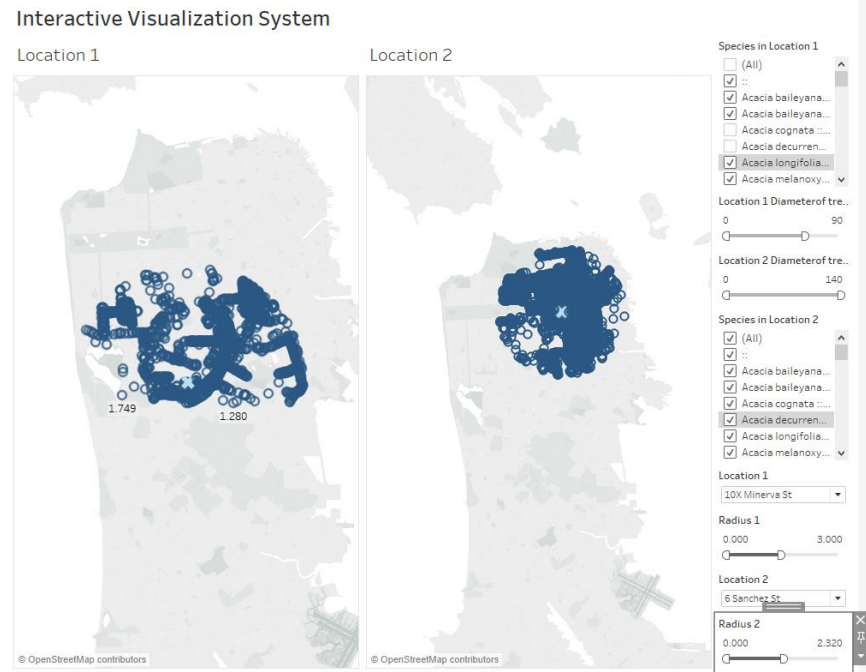 Interactive Visualization System
Location 1
Location 2
1.749
1.280
© OpenStreetMap contributors
© OpenStreetMap contributors
Species in Location 1
(All)
::
Acacia baileyana...
Acacia baileyana...
Acacia cognata ::...
Acacia decurren...
Acacia longifolia...
Acacia melanoxy...
Location 1 Diameterof tre..
0 90
Location 2 Diameterof tre..
0 140
Species in Location 2
(All)
::
Acacia baileyana...
Acacia baileyana...
Acacia cognata ::...
Acacia decurren...
Acacia longifolia...
Acacia melanoxy...
Location 1
10X Minerva St
Radius 1
0.000 3.000
Location 2
6 Sanchez St
Radius 2
0.000 2.320